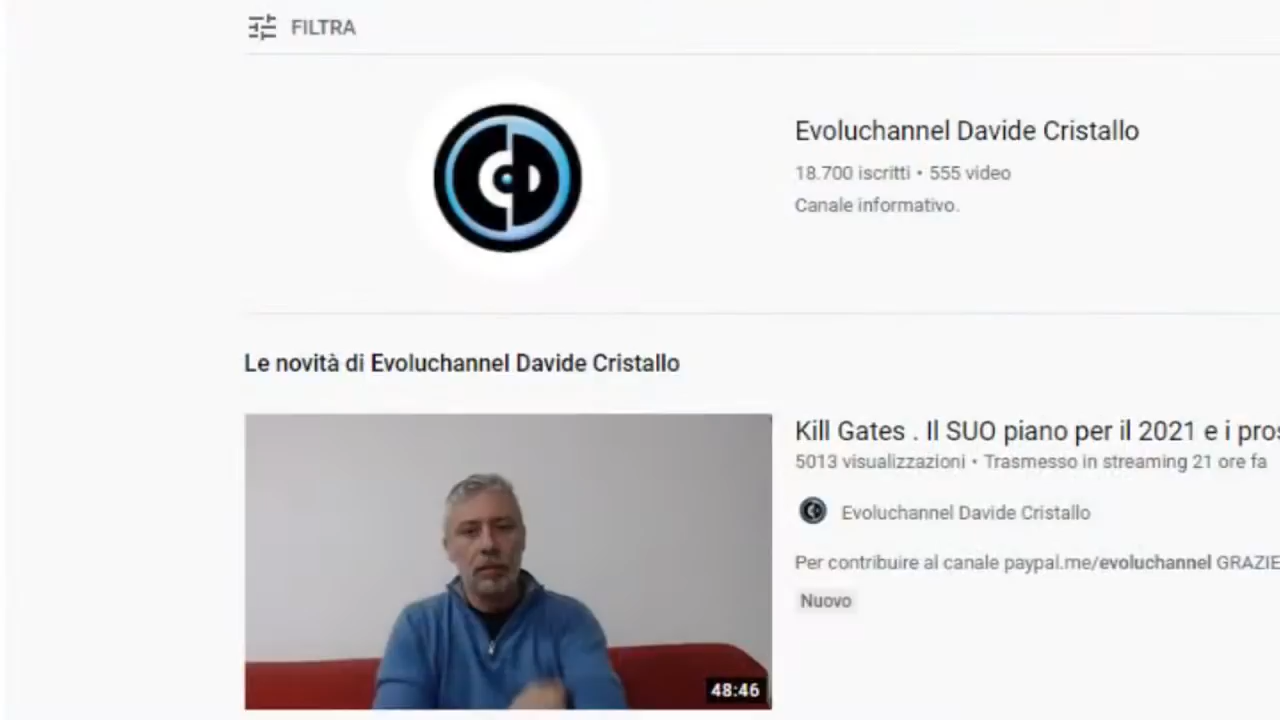 FILTRA
Evoluchannel Davide Cristallo
18.700 iscritti • 555 video
Canale informativo.
Le novità di Evoluchannel Davide Cristallo
Kill Gates . Il SUO piano per il 2021 e i pros
5013 visualizzazioni • Trasmesso in streaming 21 ore fa
Evoluchannel Davide Cristallo
Per contribuire al canale paypal.me/evoluchannel GRAZIE
Nuovo
48:46